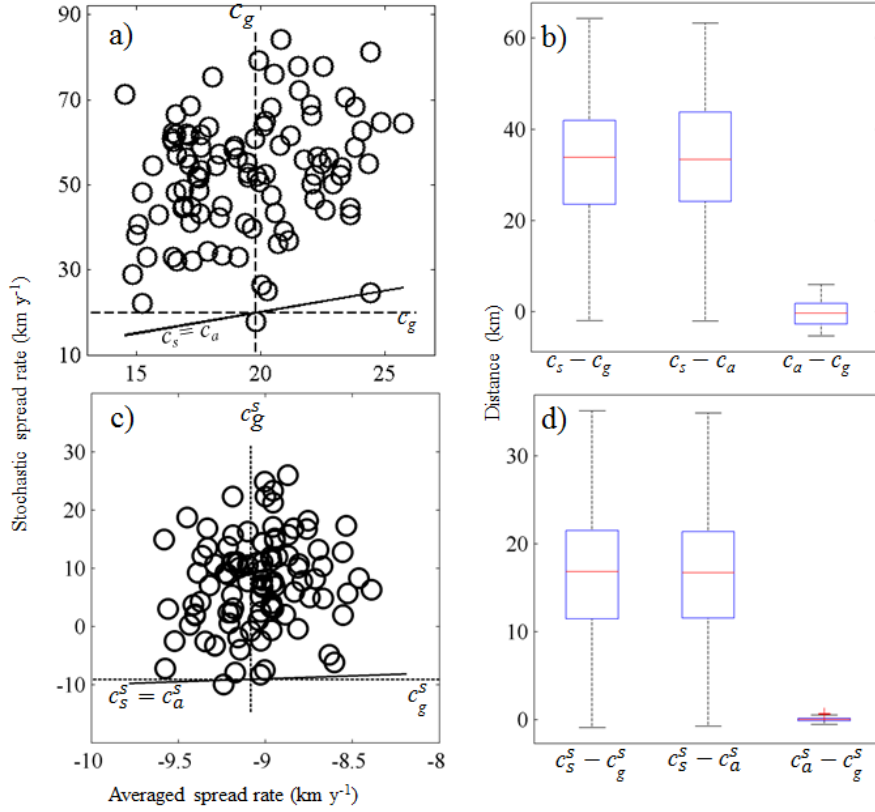 a)
c_g
90
70
50
30
10
c_s = c_a
c_g
15 20 25
Stochastic spread rate (km y⁻¹)
b)
60
40
20
0
c_s − c_g c_s − c_a c_a − c_g
Distance (km)
c)
c_g^s
30
20
10
0
-10
c_s^s = c_a^s
c_g^s
-10 -9.5 -9 -8.5 -8
Averaged spread rate (km y⁻¹)
d)
30
20
10
0
c_s^s − c_g^s c_s^s − c_a^s c_a^s − c_g^s